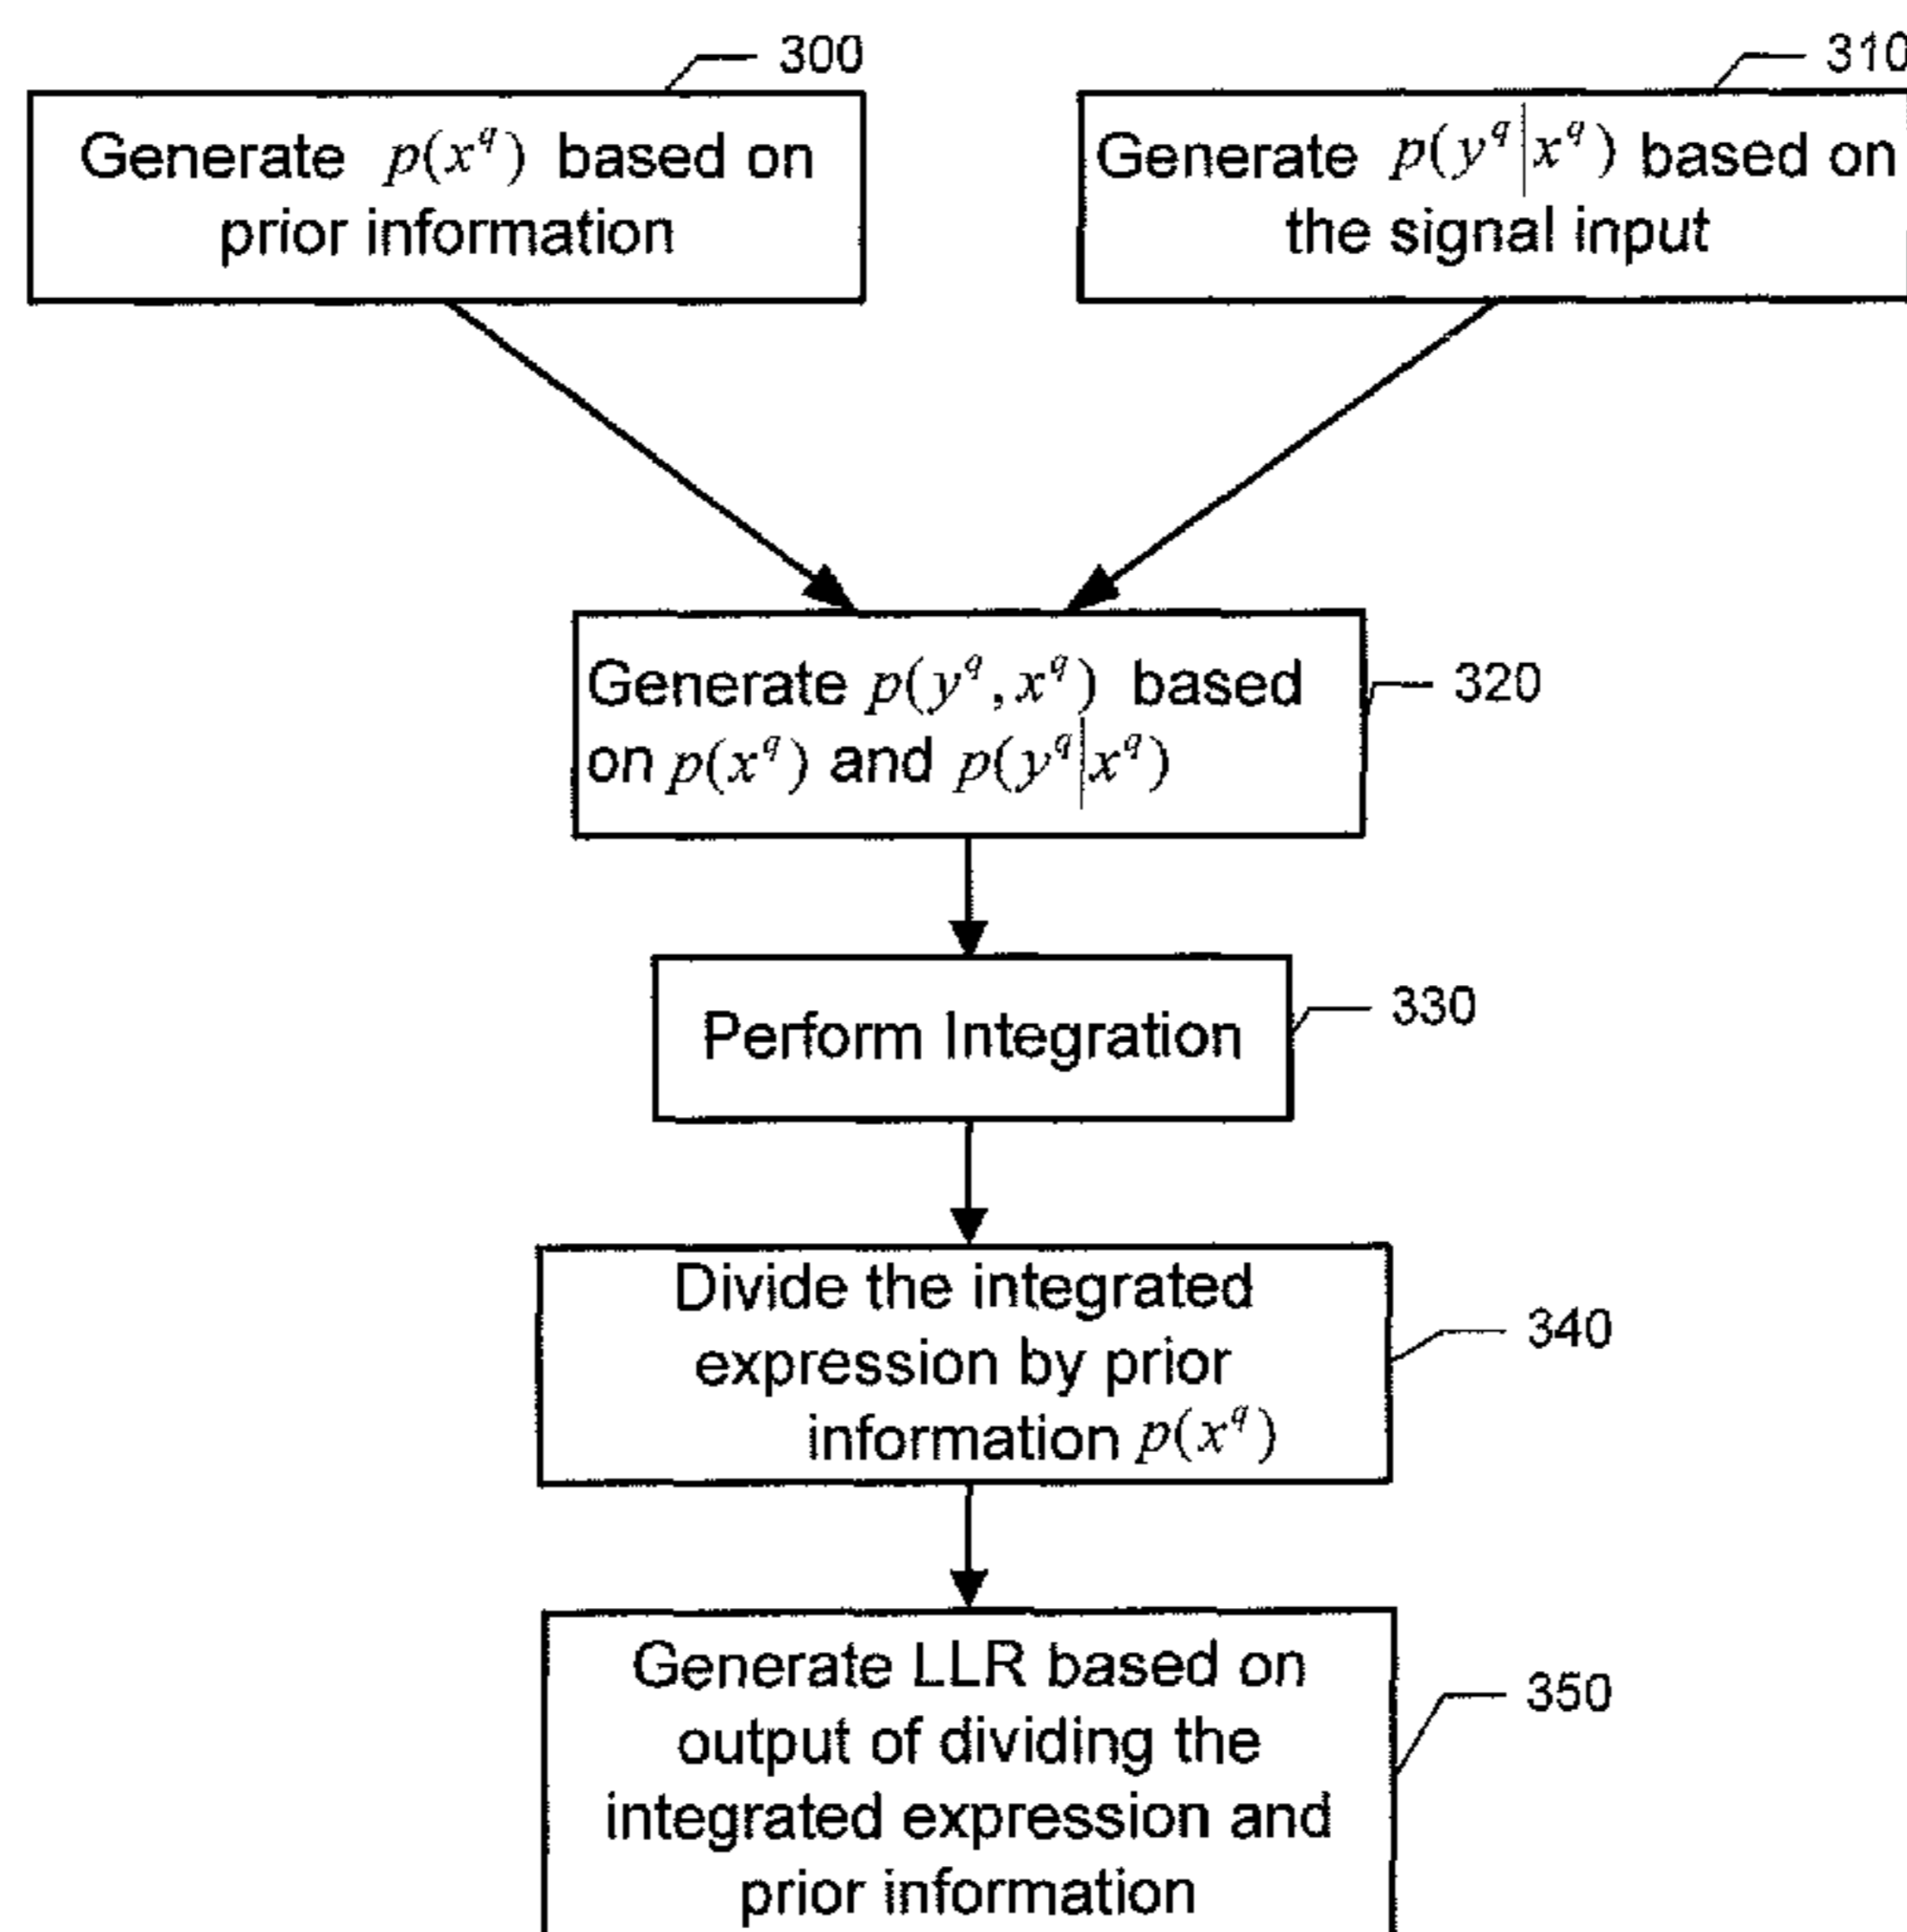 300
Generate p(x^q) based on
prior information
310
Generate p(y^q|x^q) based on
the signal input
Generate p(y^q, x^q) based
on p(x^q) and p(y^q|x^q)
320
Perform Integration
330
Divide the integrated
expression by prior
information p(x^q)
340
Generate LLR based on
output of dividing the
integrated expression and
prior information
350